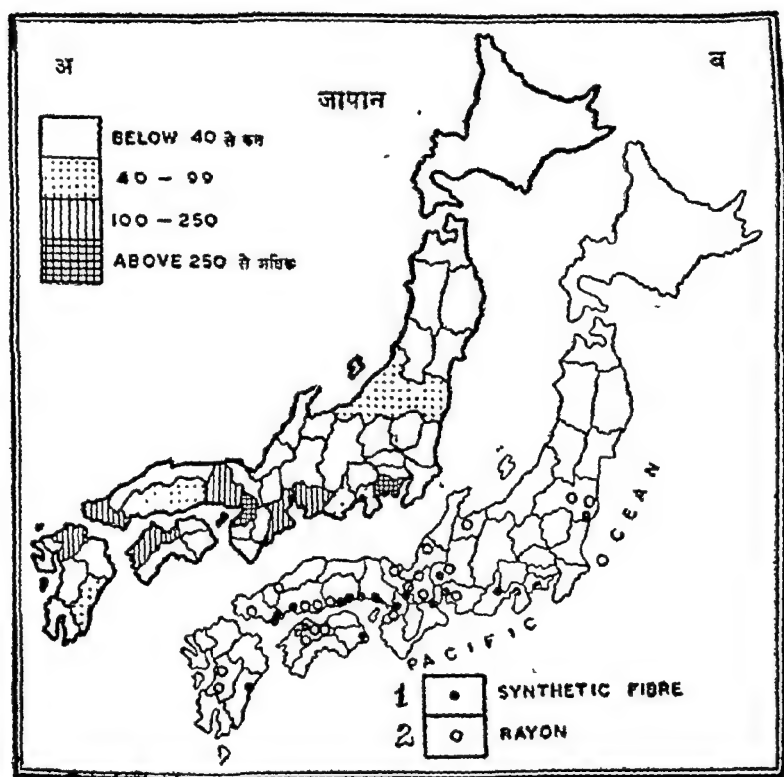 अ
ब
जापान
BELOW 40 से कम
40 - 99
100 - 250
ABOVE 250 से अधिक
PACIFIC OCEAN
1 SYNTHETIC FIBRE
2 RAYON